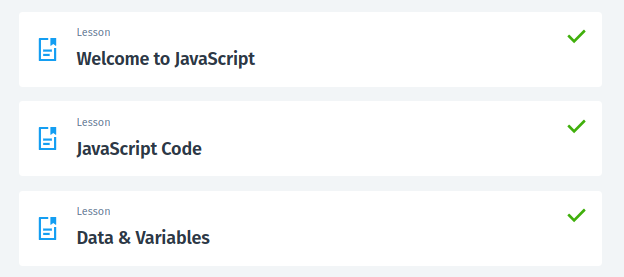 Lesson
Welcome to JavaScript
Lesson
JavaScript Code
Lesson
Data & Variables